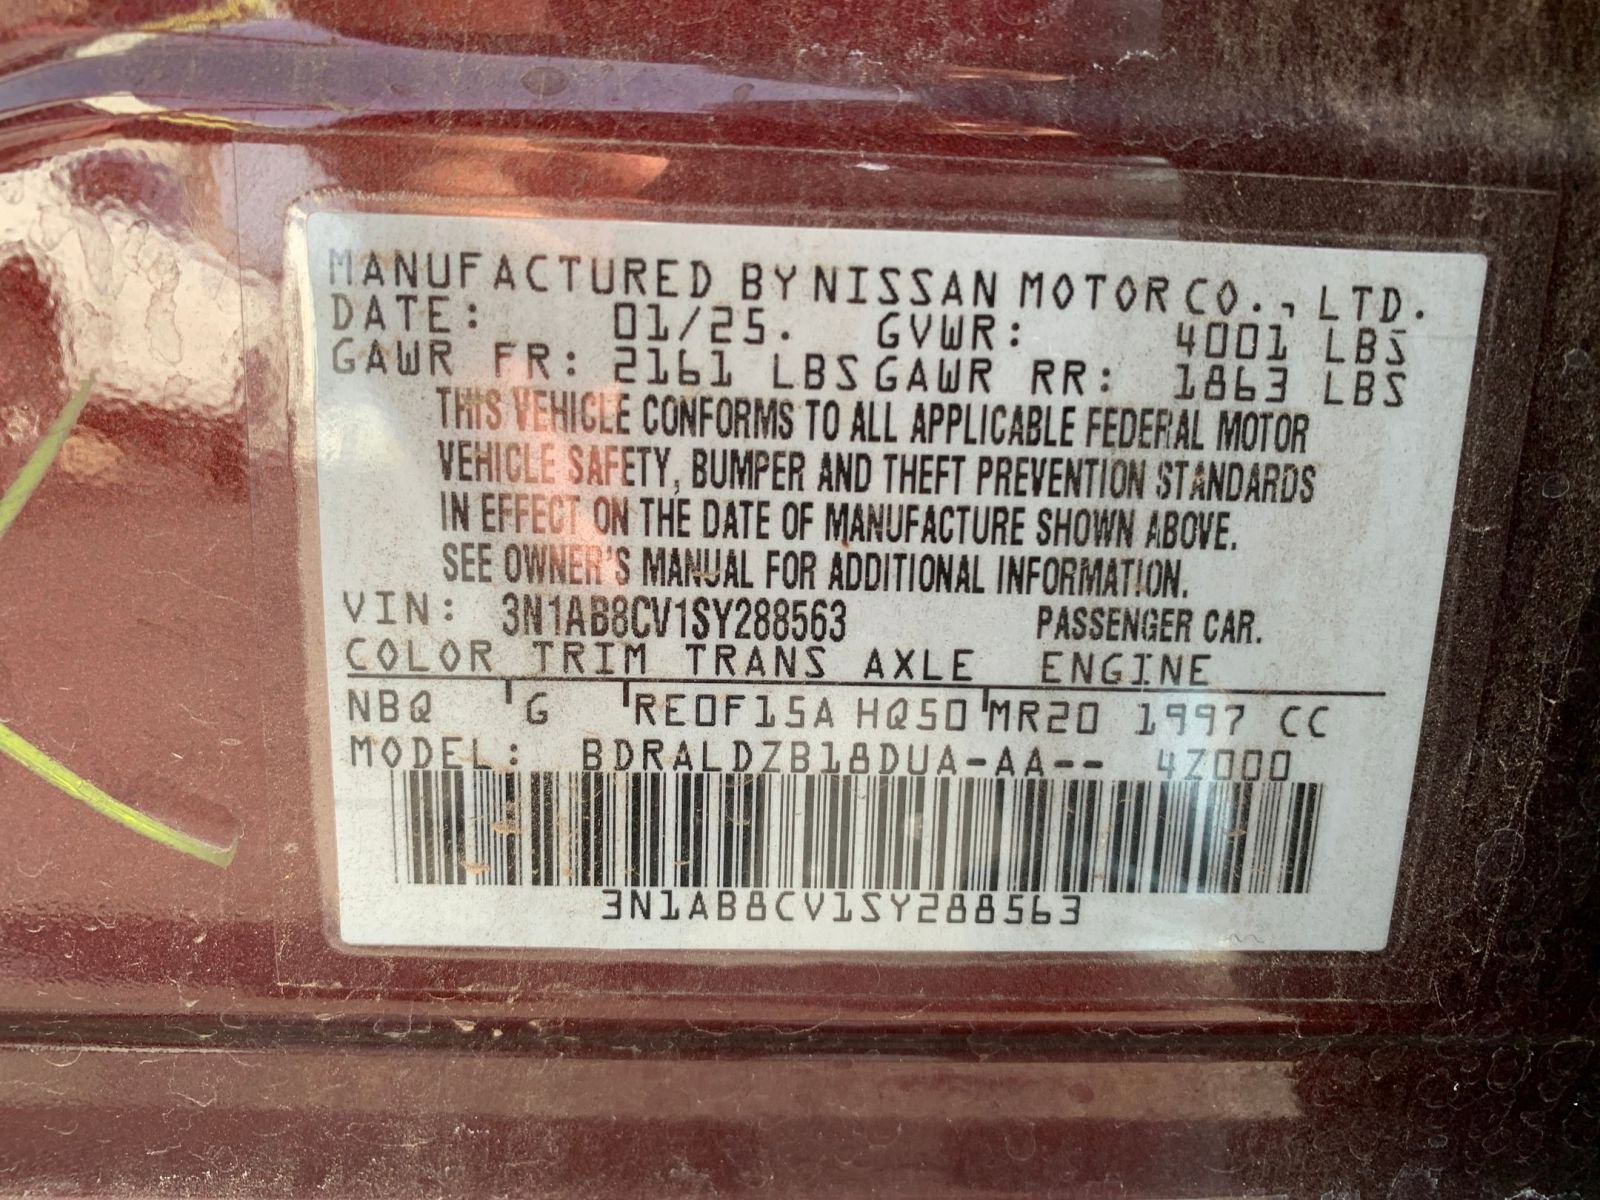 MANUFACTURED BY NISSAN MOTOR CO., LTD.
DATE: 01/25. GVWR: 4001 LBS
GAWR FR: 2161 LBS GAWR RR: 1863 LBS
THIS VEHICLE CONFORMS TO ALL APPLICABLE FEDERAL MOTOR
VEHICLE SAFETY, BUMPER AND THEFT PREVENTION STANDARDS
IN EFFECT ON THE DATE OF MANUFACTURE SHOWN ABOVE.
SEE OWNER'S MANUAL FOR ADDITIONAL INFORMATION.
VIN: 3N1AB8CV1SY288563 PASSENGER CAR.
COLOR TRIM TRANS AXLE ENGINE
NBQ G RE0F15A HQ50 MR20 1997 CC
MODEL: BDRALDZB18DUA-AA-- 4Z000
3N1AB8CV1SY288563